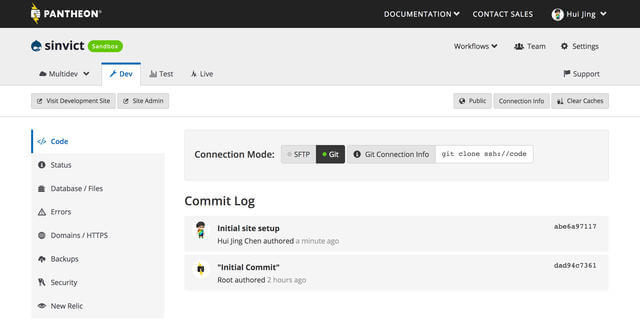 PANTHEON
DOCUMENTATION
CONTACT SALES
Hui Jing
sinvict
Sandbox
Workflows
Team
Settings
Multidev
Dev
Test
Live
Support
Visit Development Site
Site Admin
Public
Connection Info
Clear Caches
Code
Status
Database / Files
Errors
Domains / HTTPS
Backups
Security
New Relic
Connection Mode:
SFTP
Git
Git Connection Info
git clone ssh://code
Commit Log
Initial site setup
abe6a97117
Hui Jing Chen authored a minute ago
"Initial Commit"
dad94c7361
Root authored 2 hours ago